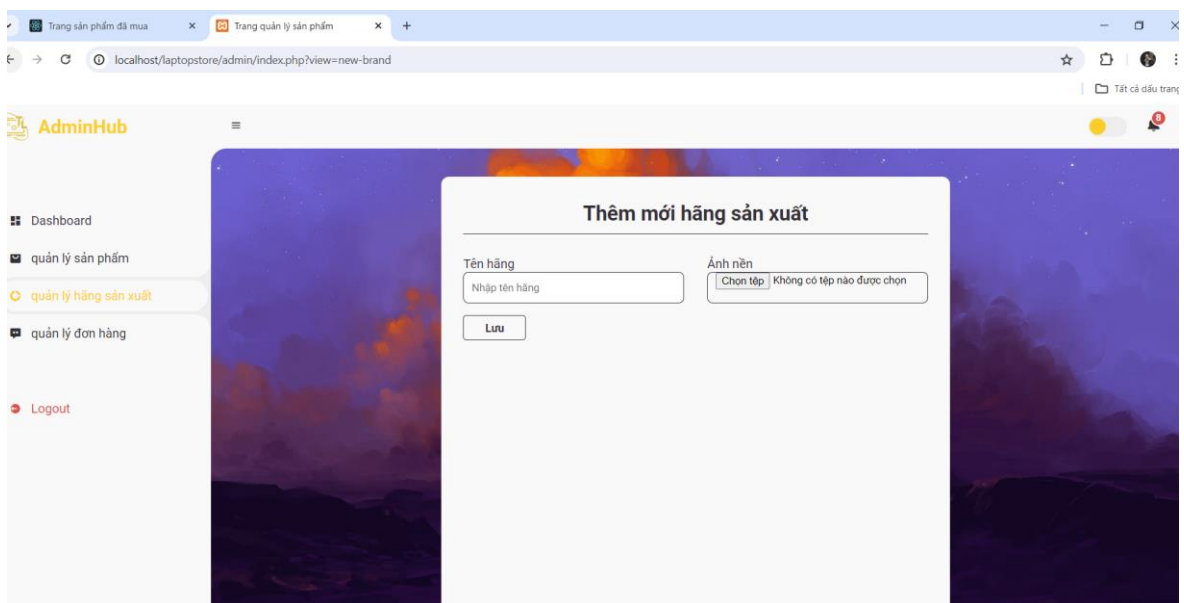 Trang sản phẩm đã mua
Trang quản lý sản phẩm
localhost/laptopstore/admin/index.php?view=new-brand
Tất cả dấu trang
AdminHub
8
Thêm mới hãng sản xuất
Dashboard
quản lý sản phẩm
Tên hãng
Ảnh nền
Nhập tên hãng
Chọn tệp Không có tệp nào được chọn
quản lý hãng sản xuất
Lưu
quản lý đơn hàng
Logout